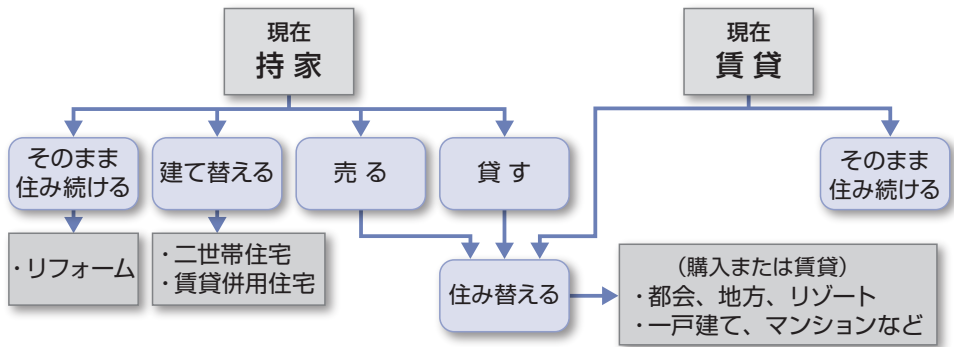 現在
持家
現在
賃貸
そのまま
住み続ける
建て替える
売る
貸す
そのまま
住み続ける
・リフォーム
・二世帯住宅
・賃貸併用住宅
住み替える
（購入または賃貸）
・都会、地方、リゾート
・一戸建て、マンションなど